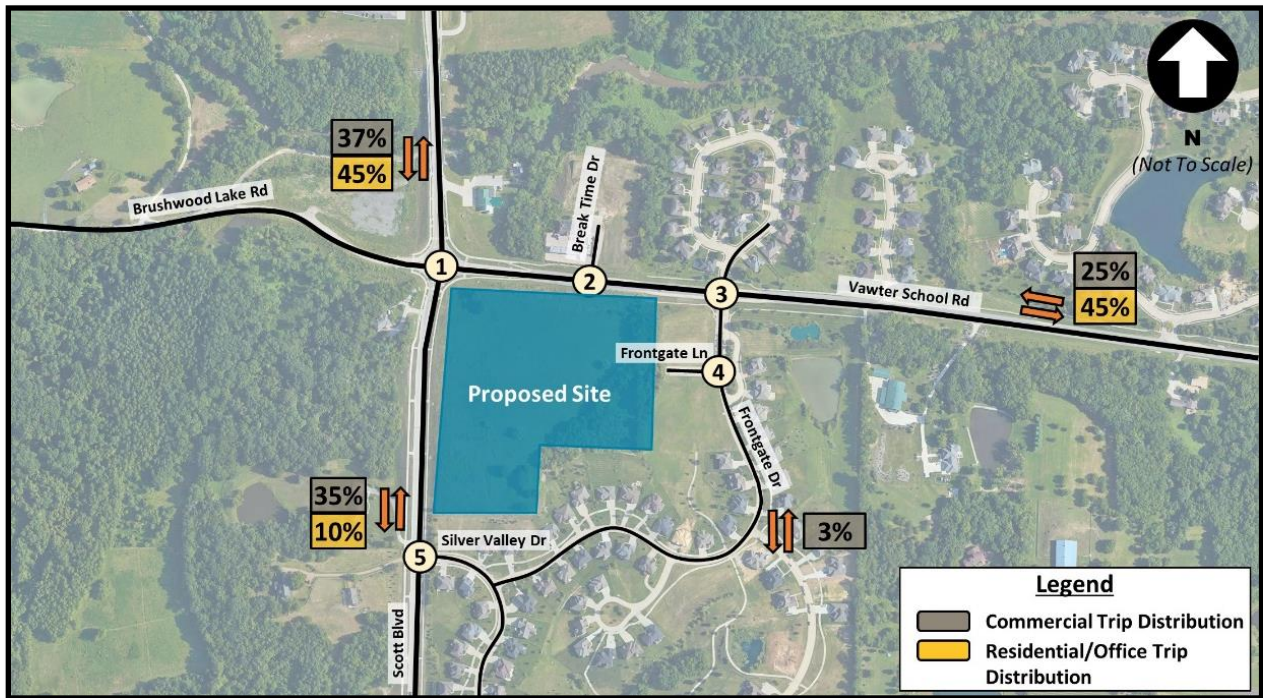 37%
45%
Brushwood Lake Rd
Break Time Dr
N
(Not To Scale)
1
2
3
25%
45%
Vawter School Rd
Frontgate Ln
4
Proposed Site
Frontgate Dr
35%
10%
Silver Valley Dr
3%
5
Scott Blvd
Legend
Commercial Trip Distribution
Residential/Office Trip
Distribution